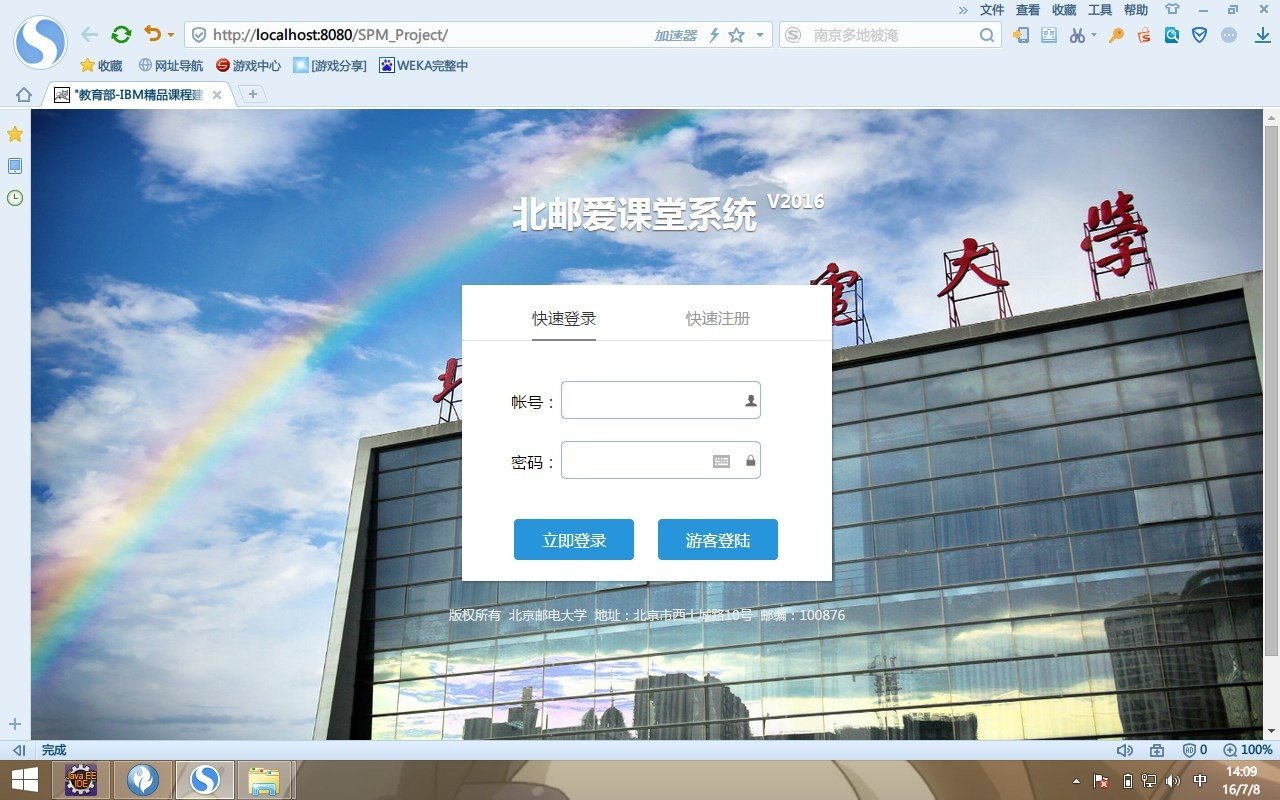 » 文件 查看 收藏 工具 帮助
http://localhost:8080/SPM_Project/ 加速器 南京多地被淹
收藏 网址导航 游戏中心 [游戏分享] WEKA完整中
"教育部-IBM精品课程建
北邮爱课堂系统 V2016
大 学
快速登录 快速注册
帐号：
密码：
立即登录 游客登陆
版权所有 北京邮电大学 地址：北京市西土城路10号 邮编：100876
完成 0 100%
Java EE
IDE
中 14:09
16/7/8